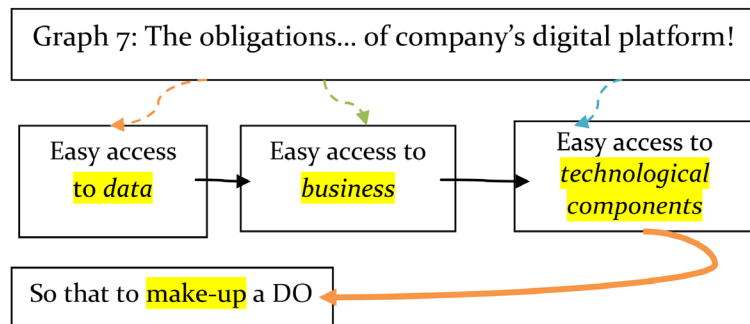 Graph 7: The obligations... of company's digital platform!
Easy access
to data
Easy access to
business
Easy access to
technological
components
So that to make-up a DO